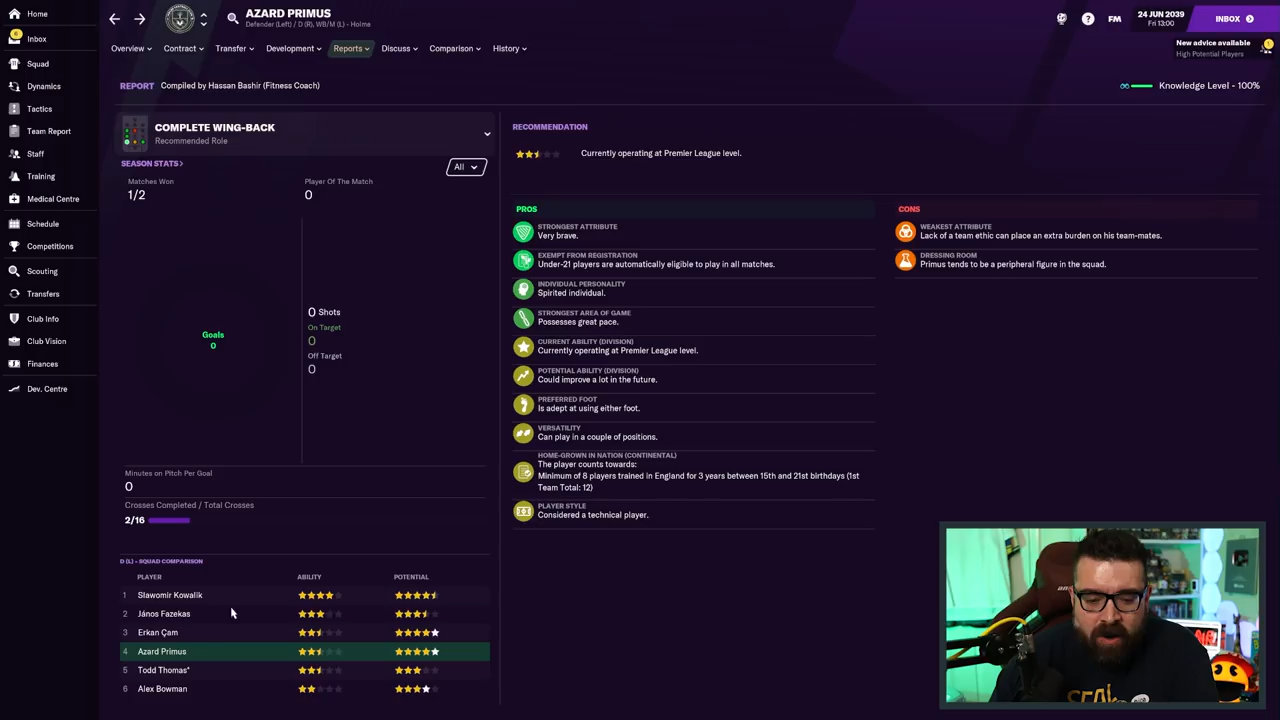 Home
AZARD PRIMUS
Defender (Left) / D (R), WB/M (L) - Holme
FM
24 JUN 2039
Fri 13:00
INBOX
6
Inbox
New advice available
High Potential Players
1
Overview
Contract
Transfer
Development
Reports
Discuss
Comparison
History
Squad
Dynamics
Tactics
Team Report
Staff
Training
Medical Centre
Schedule
Competitions
Scouting
Transfers
Club Info
Club Vision
Finances
Dev. Centre
REPORT Compiled by Hassan Bashir (Fitness Coach)
Knowledge Level - 100%
COMPLETE WING-BACK
Recommended Role
SEASON STATS
All
Matches Won
1/2
Player Of The Match
0
Goals
0
0 Shots
On Target
0
Off Target
0
Minutes on Pitch Per Goal
0
Crosses Completed / Total Crosses
2/16
D (L) - SQUAD COMPARISON
PLAYER ABILITY POTENTIAL
1 Sławomir Kowalik
2 János Fazekas
3 Erkan Çam
4 Azard Primus
5 Todd Thomas*
6 Alex Bowman
RECOMMENDATION
Currently operating at Premier League level.
PROS
STRONGEST ATTRIBUTE
Very brave.
EXEMPT FROM REGISTRATION
Under-21 players are automatically eligible to play in all matches.
INDIVIDUAL PERSONALITY
Spirited individual.
STRONGEST AREA OF GAME
Possesses great pace.
CURRENT ABILITY (DIVISION)
Currently operating at Premier League level.
POTENTIAL ABILITY (DIVISION)
Could improve a lot in the future.
PREFERRED FOOT
Is adept at using either foot.
VERSATILITY
Can play in a couple of positions.
HOME-GROWN IN NATION (CONTINENTAL)
The player counts towards:
Minimum of 8 players trained in England for 3 years between 15th and 21st birthdays (1st
Team Total: 12)
PLAYER STYLE
Considered a technical player.
CONS
WEAKEST ATTRIBUTE
Lack of a team ethic can place an extra burden on his team-mates.
DRESSING ROOM
Primus tends to be a peripheral figure in the squad.